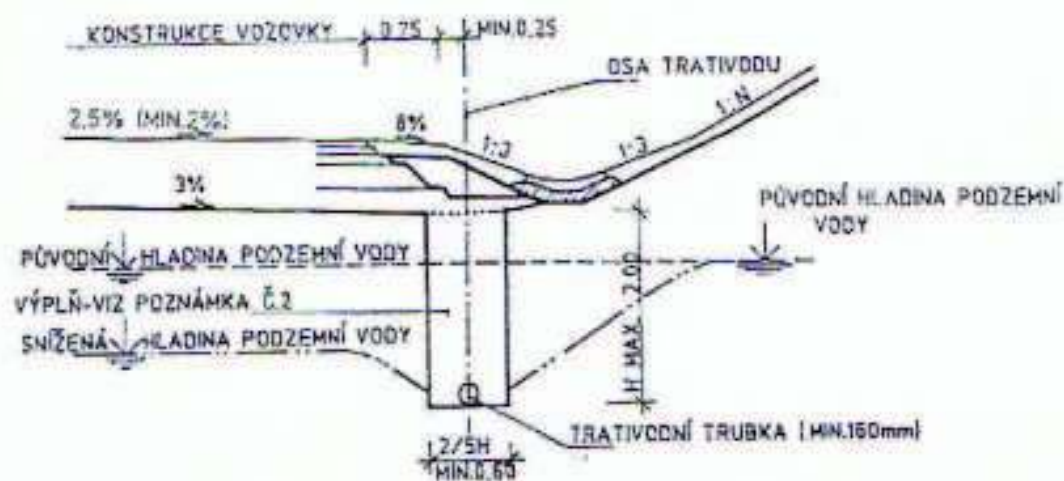 KONSTRUKCE VOZOVKY
0.75
MIN.0,25
OSA TRATIVODU
2,5% (MIN.2%)
8%
1:3
1:3
1:N
3%
PŮVODNÍ HLADINA PODZEMNÍ
VODY
PŮVODNÍ HLADINA PODZEMNÍ VODY
VÝPLŇ-VIZ POZNÁMKA Č.2
SNÍŽENÁ HLADINA PODZEMNÍ VODY
H MAX. 2,00
TRATIVODNÍ TRUBKA (MIN.160mm)
2/5H
MIN.0,60